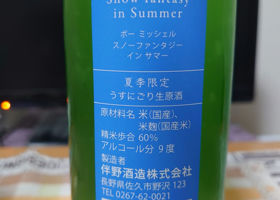 Snow Fantasy
in Summer
ボー ミッシェル
スノーファンタジー
イン サマー
夏季限定
うすにごり生原酒
原材料名 米(国産)、
米麹(国産米)
精米歩合 60%
アルコール分 9度
製造者
伴野酒造株式会社
長野県佐久市野沢 123
TEL 0267-62-0021